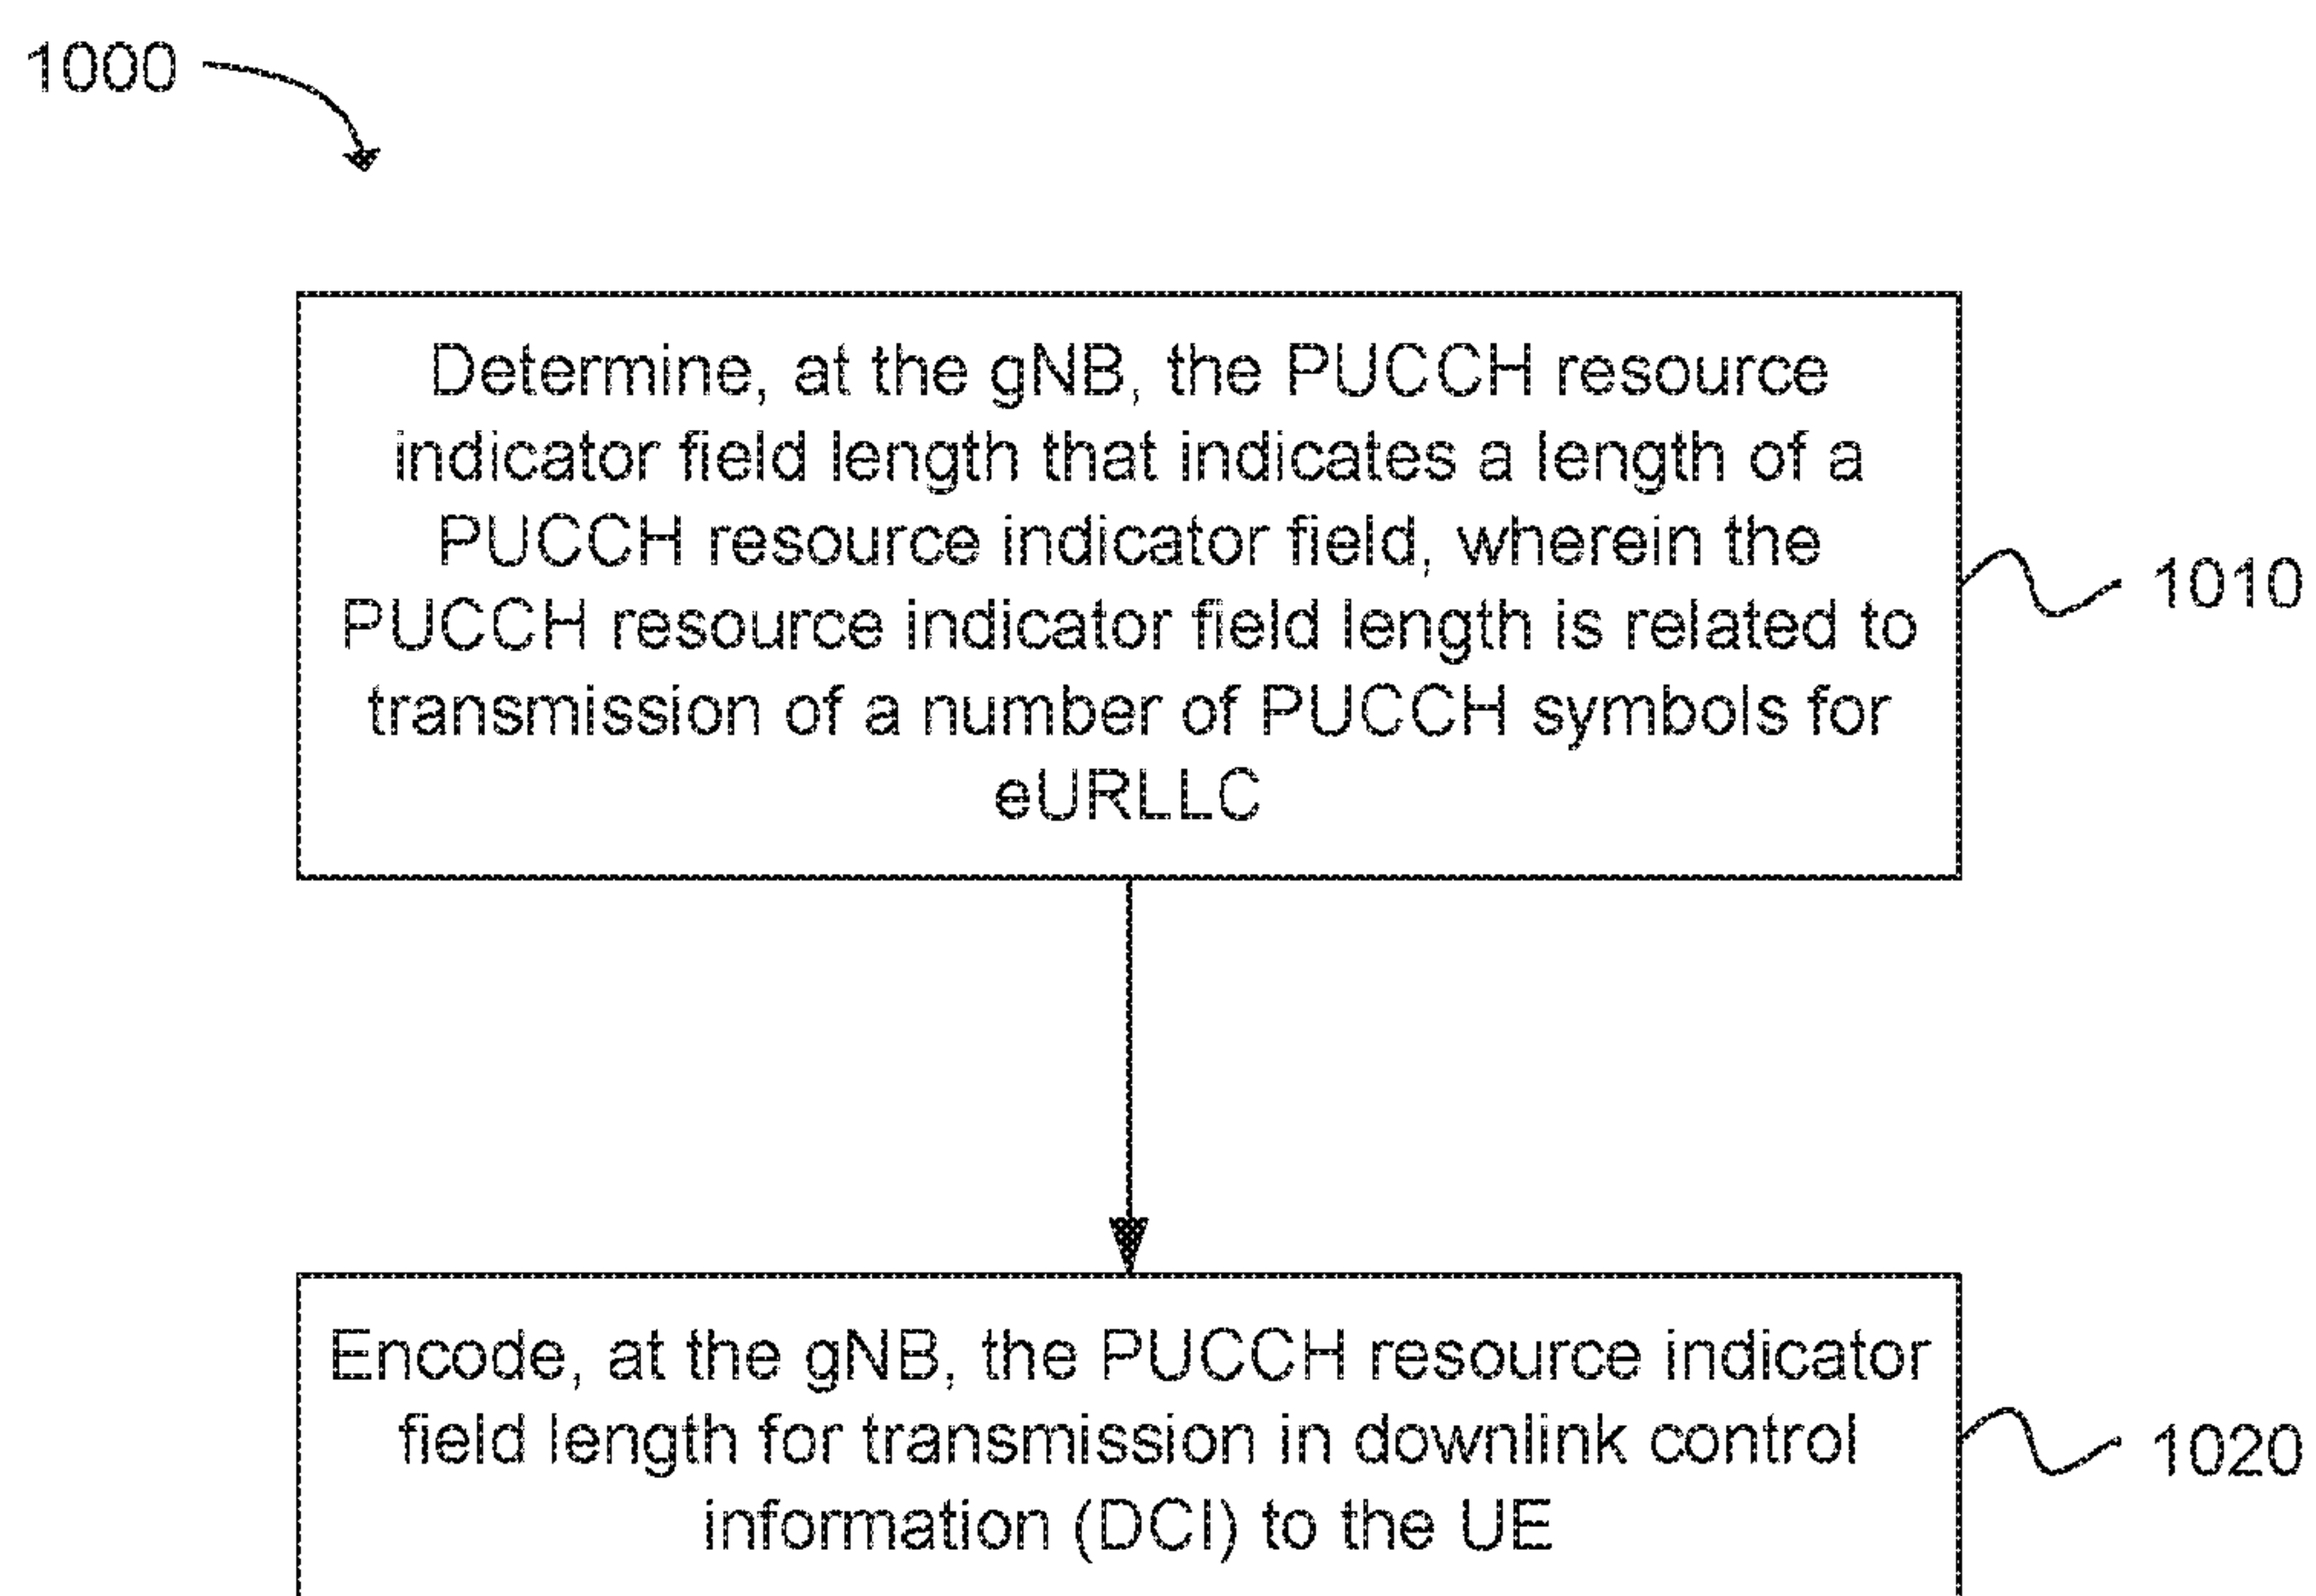 1000
Determine, at the gNB, the PUCCH resource
indicator field length that indicates a length of a
PUCCH resource indicator field, wherein the
PUCCH resource indicator field length is related to
transmission of a number of PUCCH symbols for
eURLLC
1010
Encode, at the gNB, the PUCCH resource indicator
field length for transmission in downlink control
information (DCI) to the UE
1020